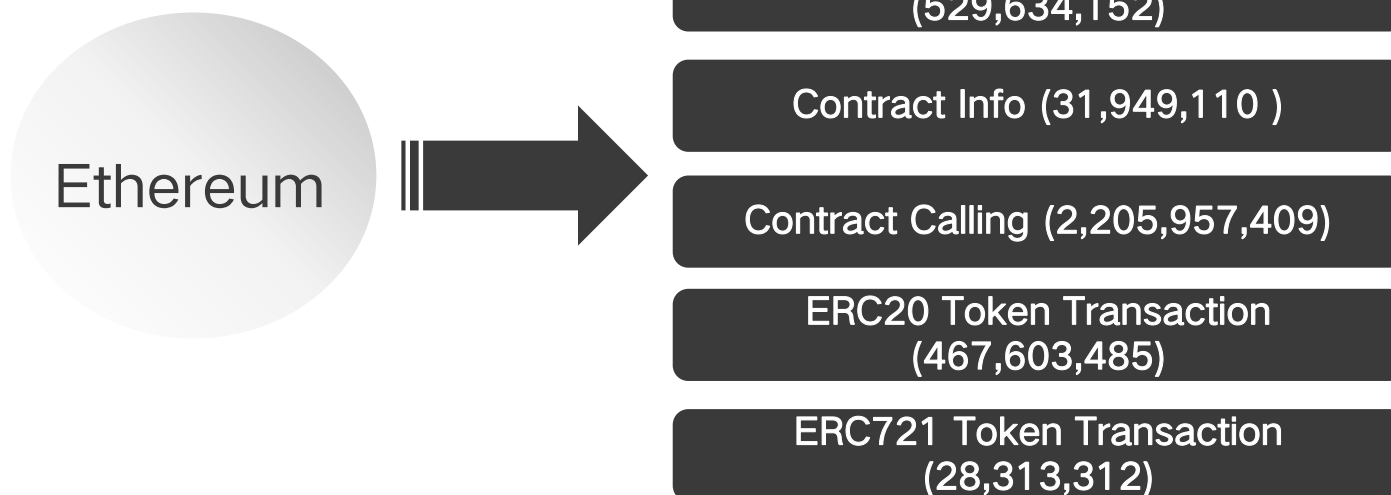 (529,634,152)
Contract Info (31,949,110 )
Ethereum
Contract Calling (2,205,957,409)
ERC20 Token Transaction
(467,603,485)
ERC721 Token Transaction
(28,313,312)